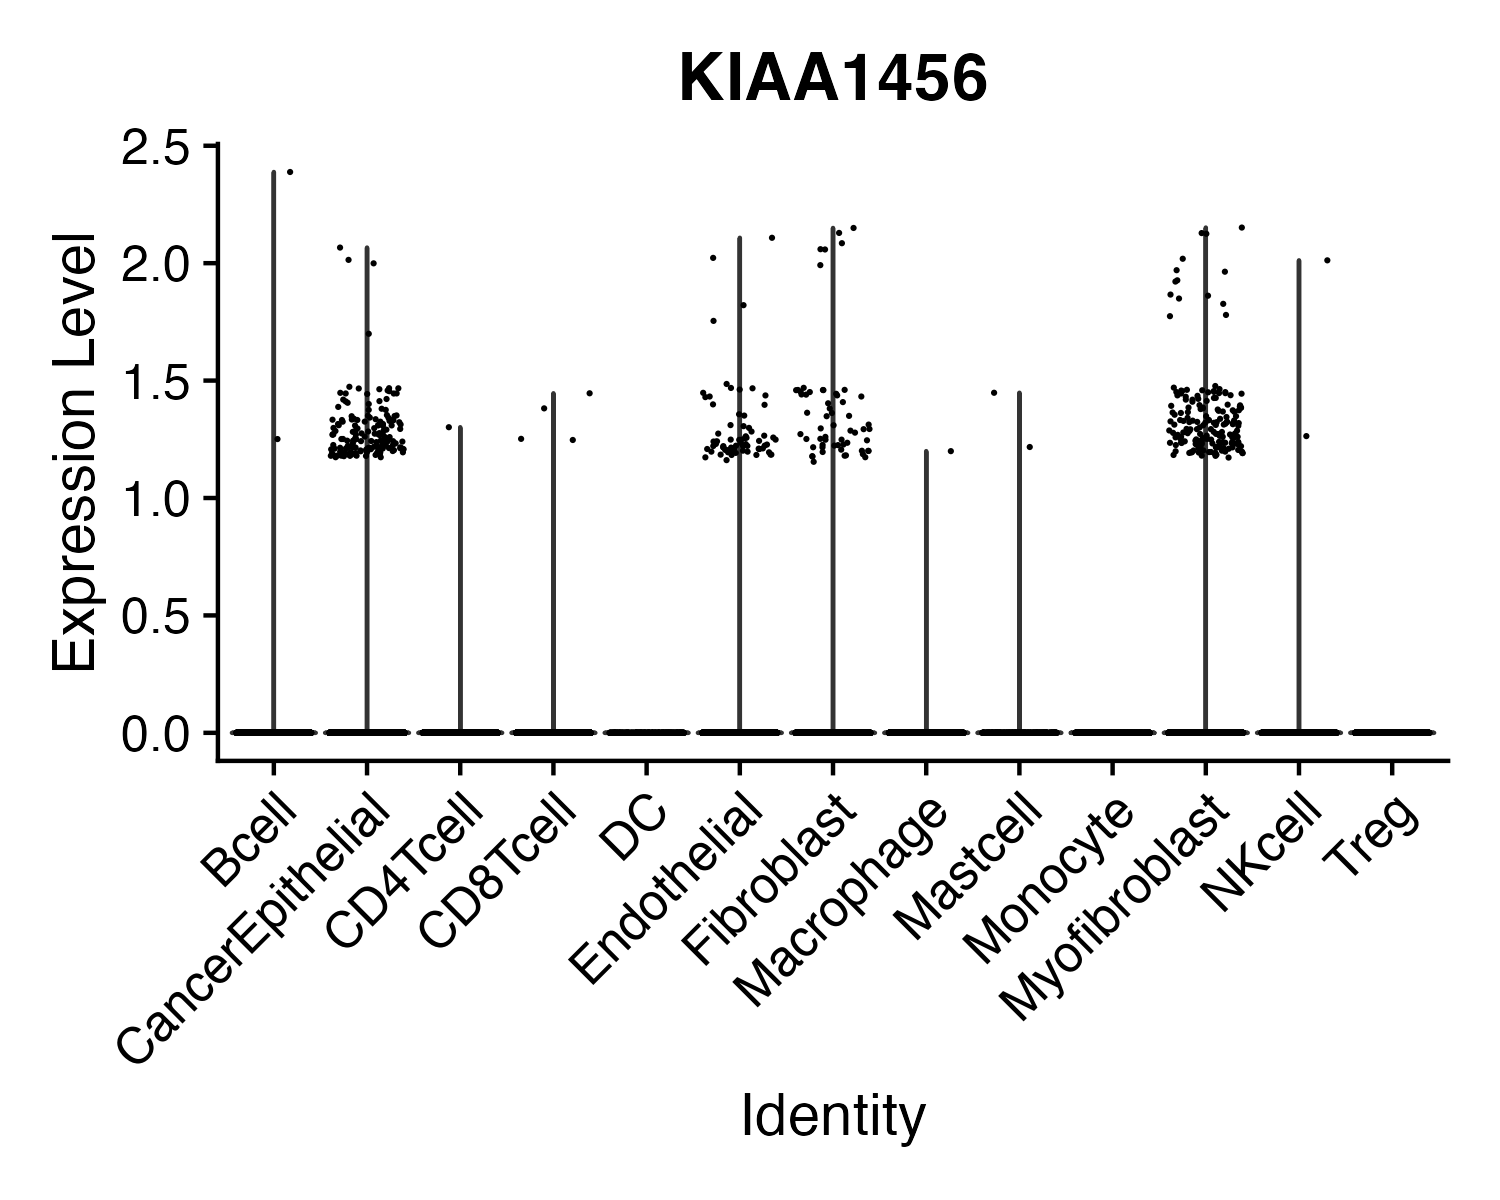 KIAA1456
Expression Level
2.5
2.0
1.5
1.0
0.5
0.0
Bcell
CancerEpithelial
CD4Tcell
CD8Tcell
DC
Endothelial
Fibroblast
Macrophage
Mastcell
Monocyte
Myofibroblast
NKcell
Treg
Identity